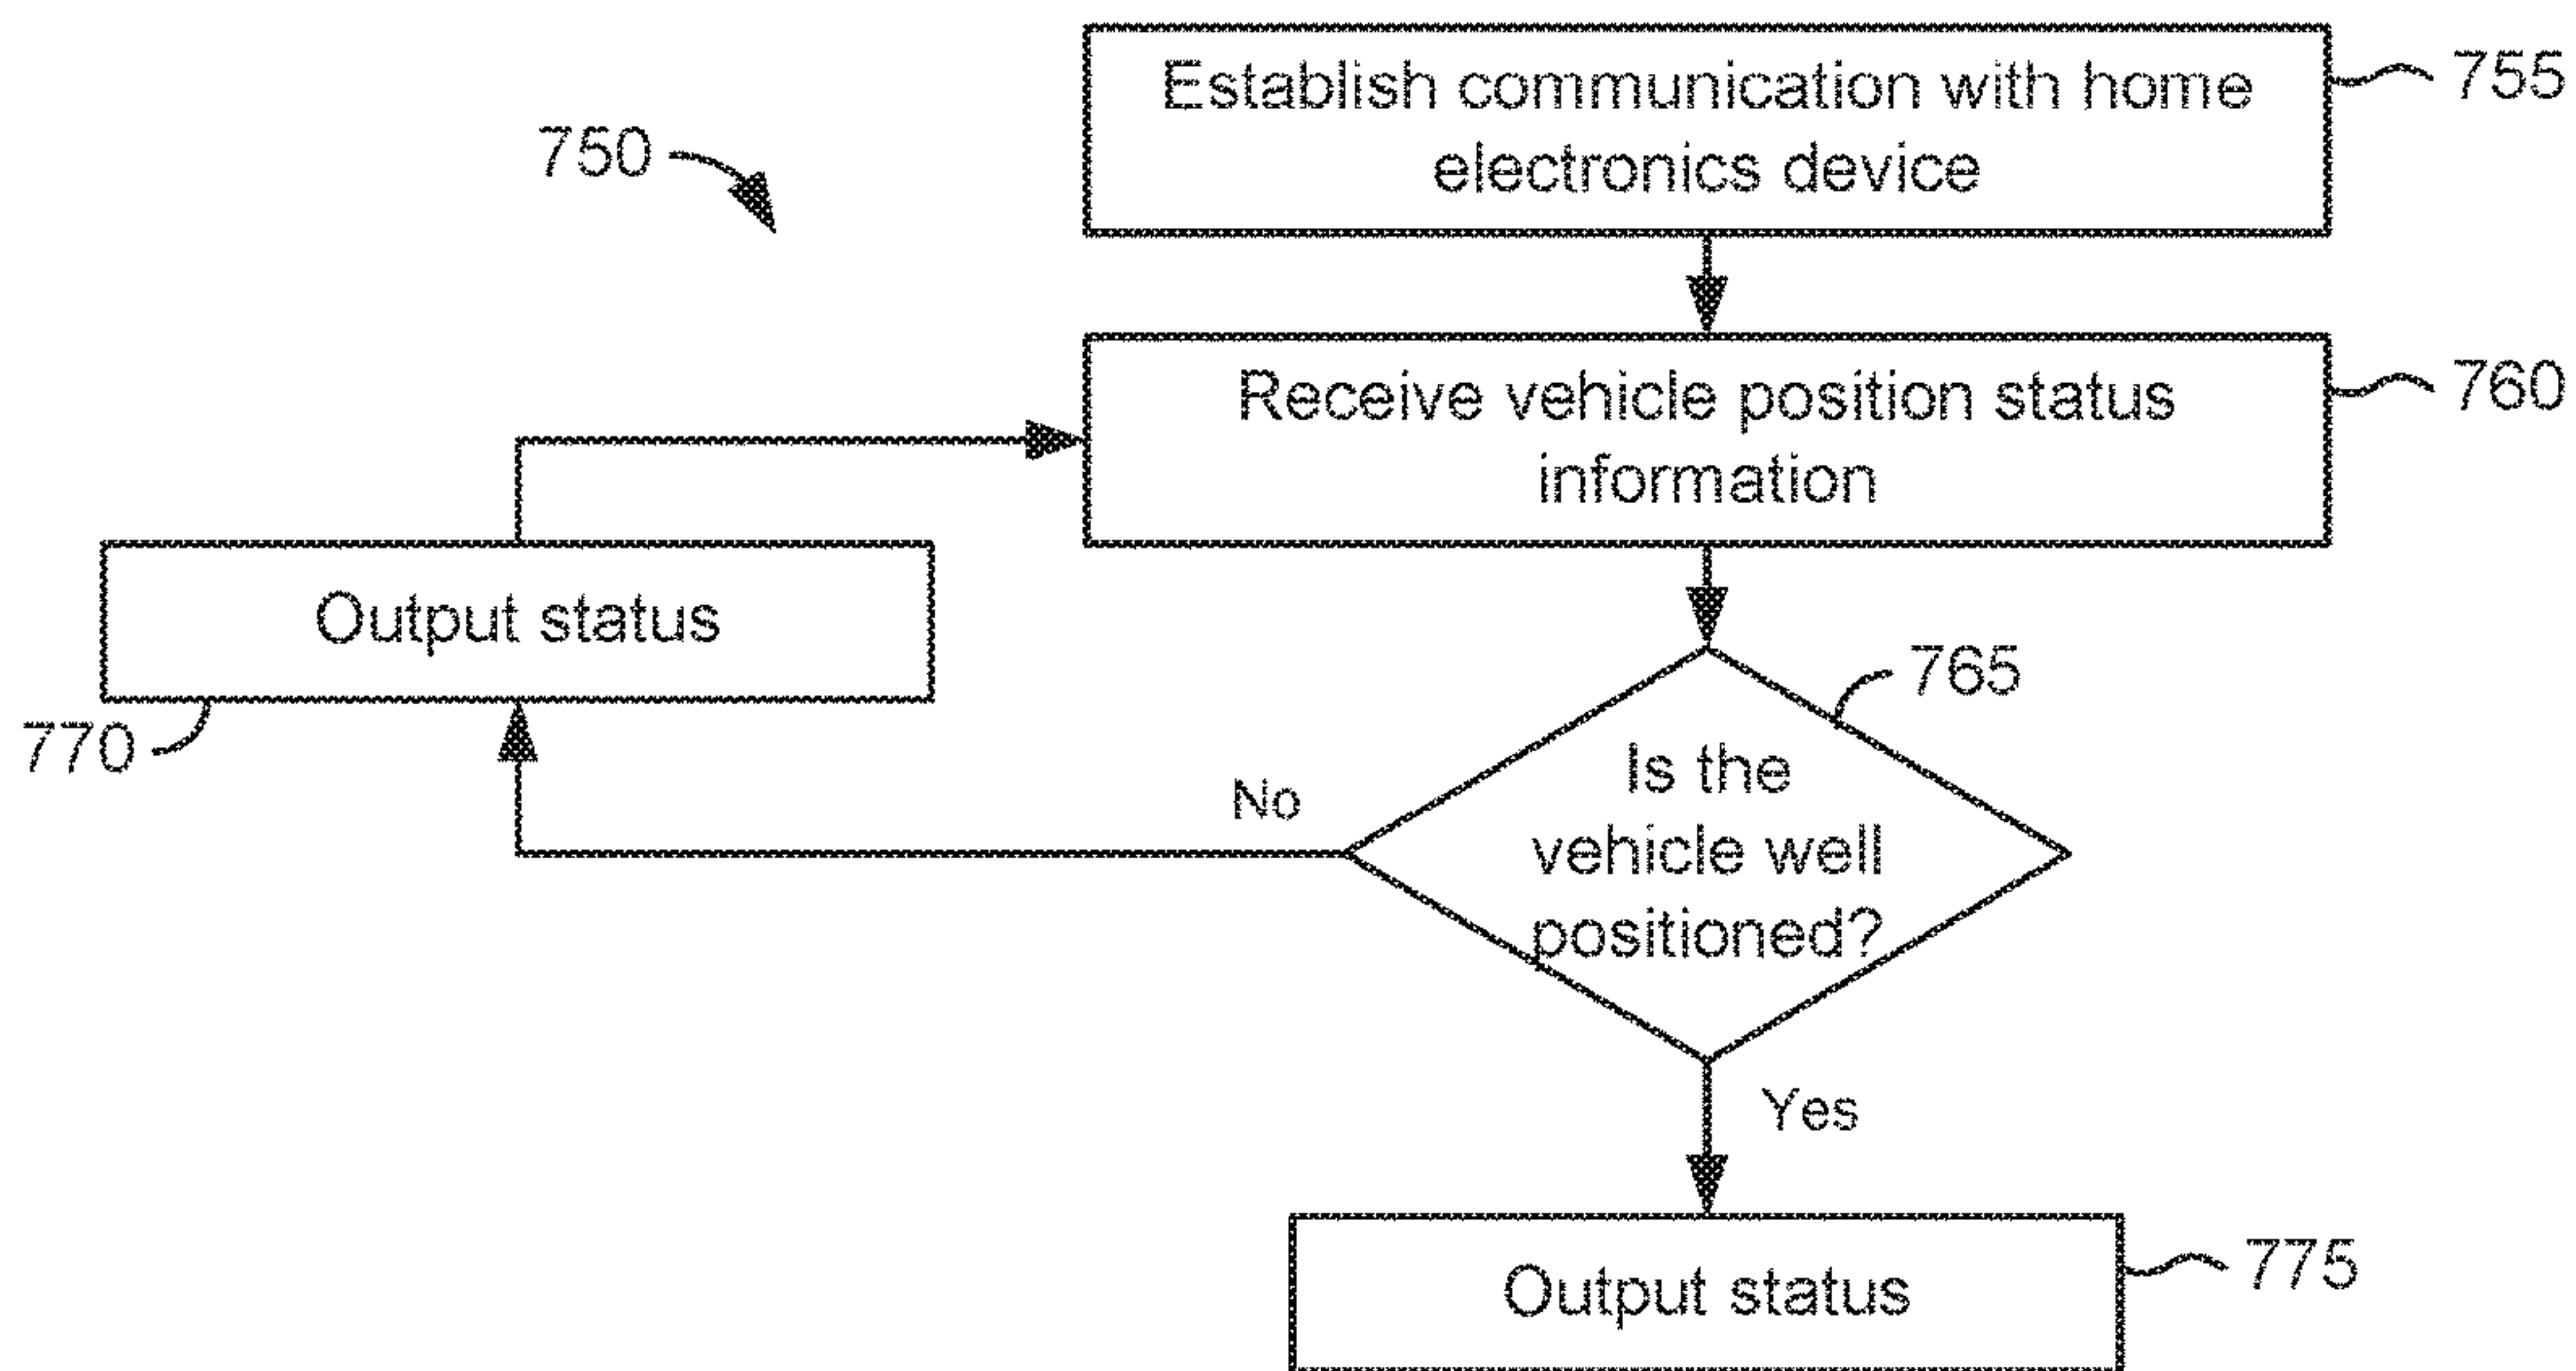 Establish communication with home
electronics device
755
750
Receive vehicle position status
information
760
Output status
770
765
Is the
vehicle well
positioned?
No
Yes
Output status
775